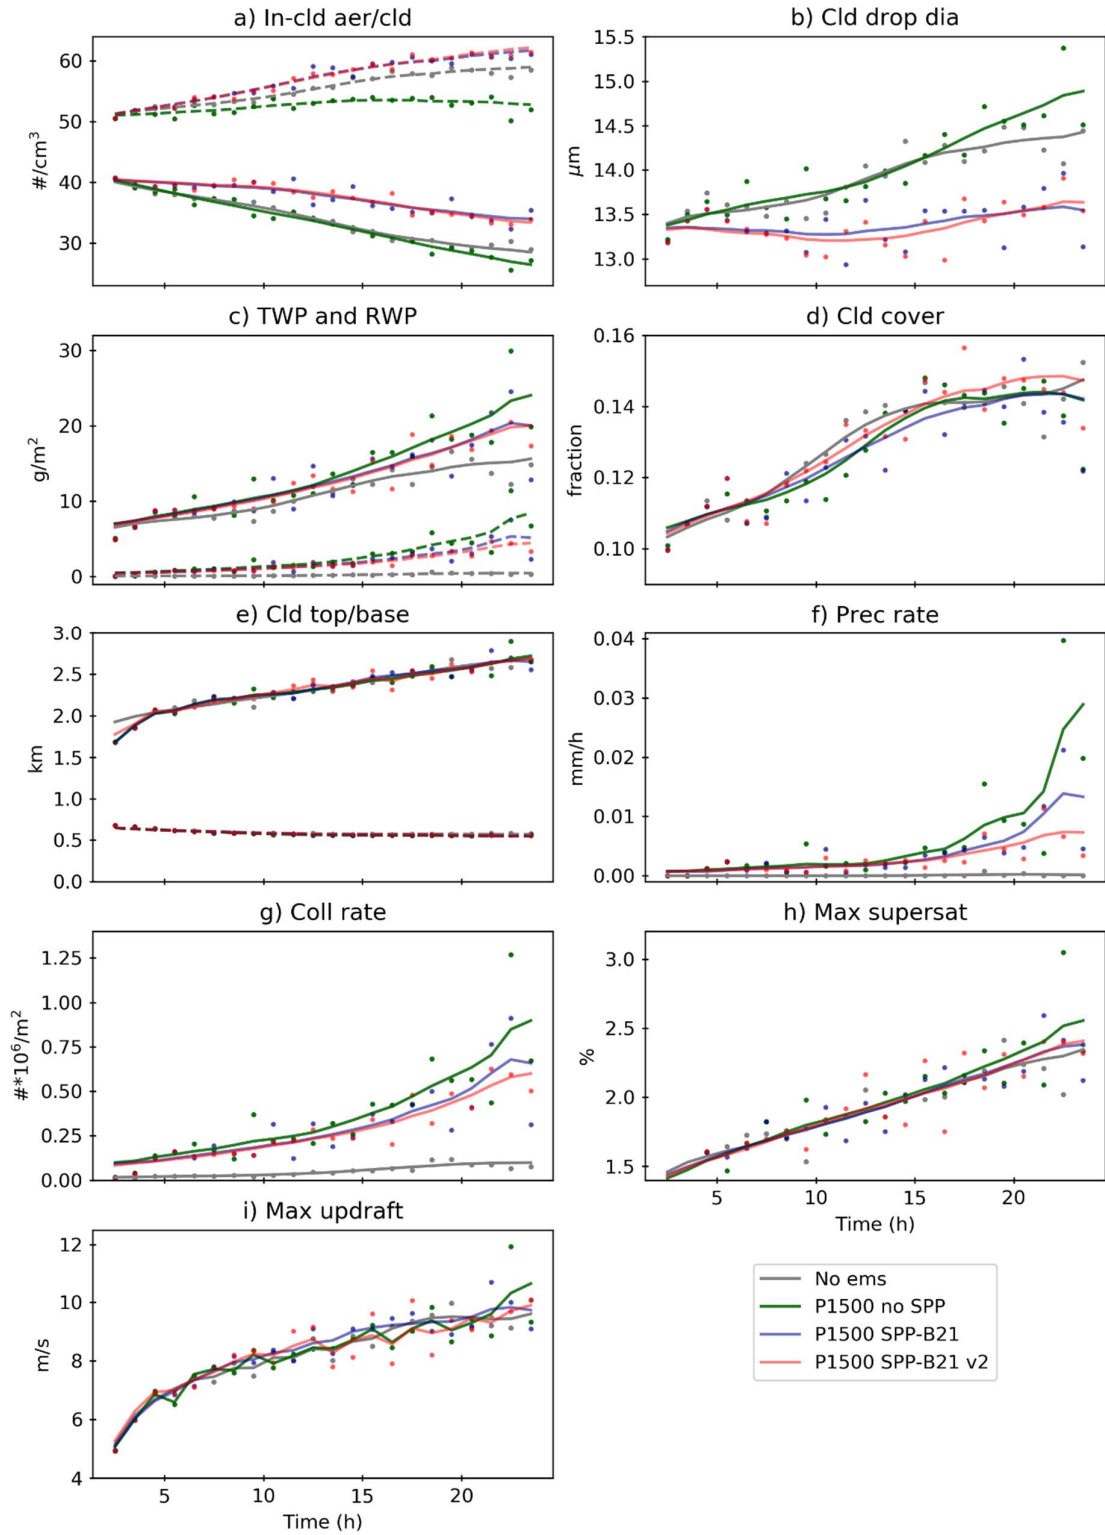 a) In-cld aer/cld
60
50
40
30
#/cm³
b) Cld drop dia
15.5
15.0
14.5
14.0
13.5
13.0
μm
c) TWP and RWP
30
20
10
0
g/m²
d) Cld cover
0.16
0.14
0.12
0.10
fraction
e) Cld top/base
3.0
2.5
2.0
1.5
1.0
0.5
0.0
km
f) Prec rate
0.04
0.03
0.02
0.01
0.00
mm/h
g) Coll rate
1.25
1.00
0.75
0.50
0.25
0.00
#*10⁶/m²
h) Max supersat
3.0
2.5
2.0
1.5
%
5 10 15 20
Time (h)
i) Max updraft
12
10
8
6
4
m/s
5 10 15 20
Time (h)
No ems
P1500 no SPP
P1500 SPP-B21
P1500 SPP-B21 v2